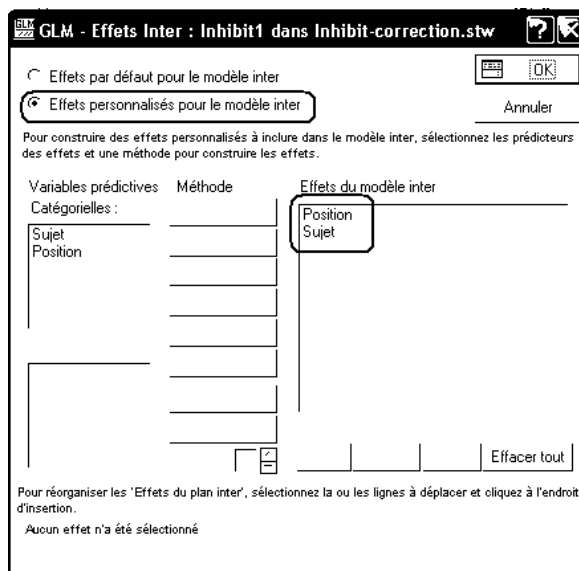 GLM - Effets Inter : Inhibit1 dans Inhibit-correction.stw
Effets par défaut pour le modèle inter
Effets personnalisés pour le modèle inter
OK
Annuler
Pour construire des effets personnalisés à inclure dans le modèle inter, sélectionnez les prédicteurs
des effets et une méthode pour construire les effets.
Variables prédictives Méthode Effets du modèle inter
Catégorielles :
Sujet
Position
Position
Sujet
Effacer tout
Pour réorganiser les 'Effets du plan inter', sélectionnez la ou les lignes à déplacer et cliquez à l'endroit
d'insertion.
Aucun effet n'a été sélectionné